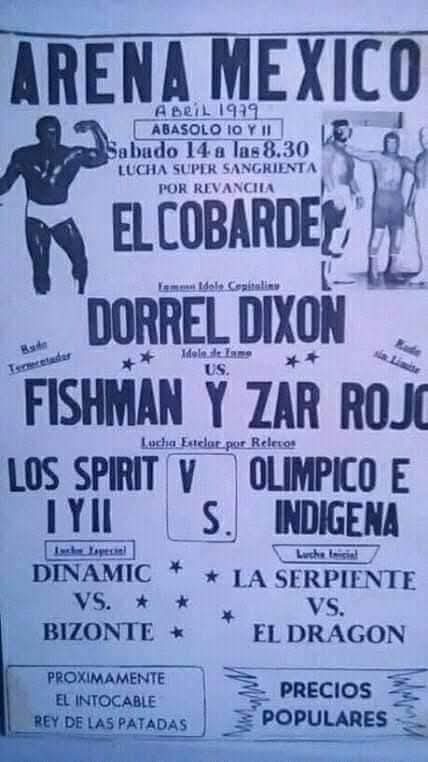 ARENA MEXICO
ABRIL 1979
ABASOLO 10 Y 11
Sabado 14 a las 8.30
LUCHA SUPER SANGRIENTA
POR REVANCHA
EL COBARDE
Famoso Idolo Capitalino
DORREL DIXON
Rudo Tormentador
Idolo de Fama
Rudo sin Limite
US.
FISHMAN Y ZAR ROJO
Lucha Estelar por Relevos
LOS SPIRIT I Y II
V S.
OLIMPICO E INDIGENA
Lucha Especial
DINAMIC
VS.
BIZONTE
Lucha Inicial
LA SERPIENTE
VS.
EL DRAGON
PROXIMAMENTE
EL INTOCABLE
REY DE LAS PATADAS
PRECIOS
POPULARES